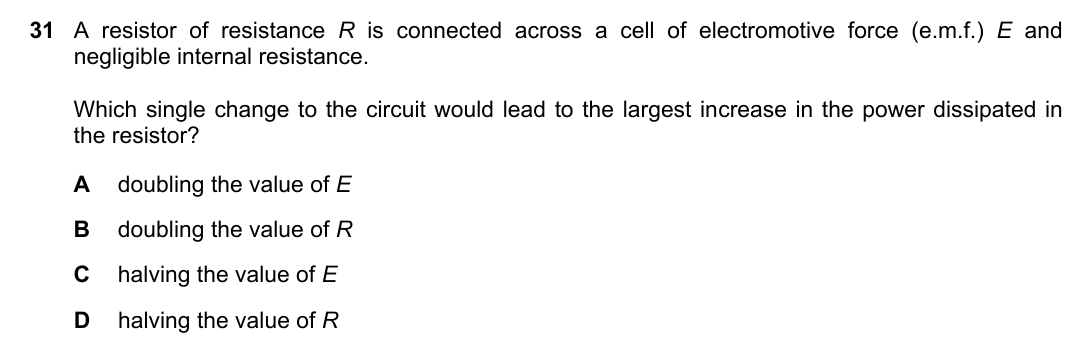 31 A resistor of resistance R is connected across a cell of electromotive force (e.m.f.) E and
negligible internal resistance.
Which single change to the circuit would lead to the largest increase in the power dissipated in
the resistor?
A doubling the value of E
B doubling the value of R
C halving the value of E
D halving the value of R